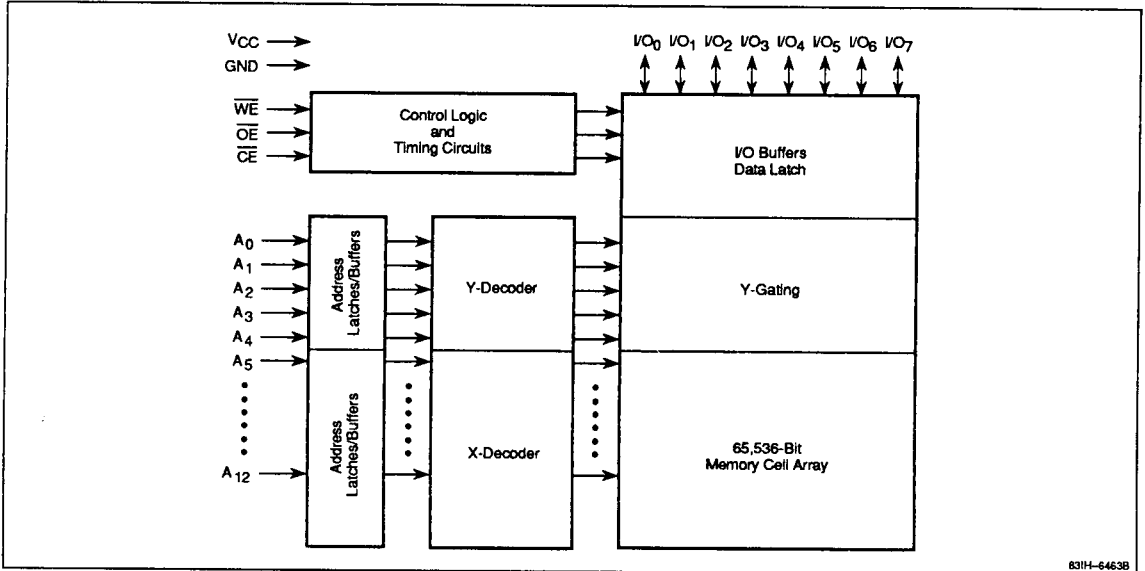 VCC
GND
WE
OE
CE
Control Logic
and
Timing Circuits
I/O0 I/O1 I/O2 I/O3 I/O4 I/O5 I/O6 I/O7
I/O Buffers
Data Latch
A0
A1
A2
A3
A4
A5
A12
Address
Latches/Buffers
Address
Latches/Buffers
Y-Decoder
X-Decoder
Y-Gating
65,536-Bit
Memory Cell Array
83IH-6463B